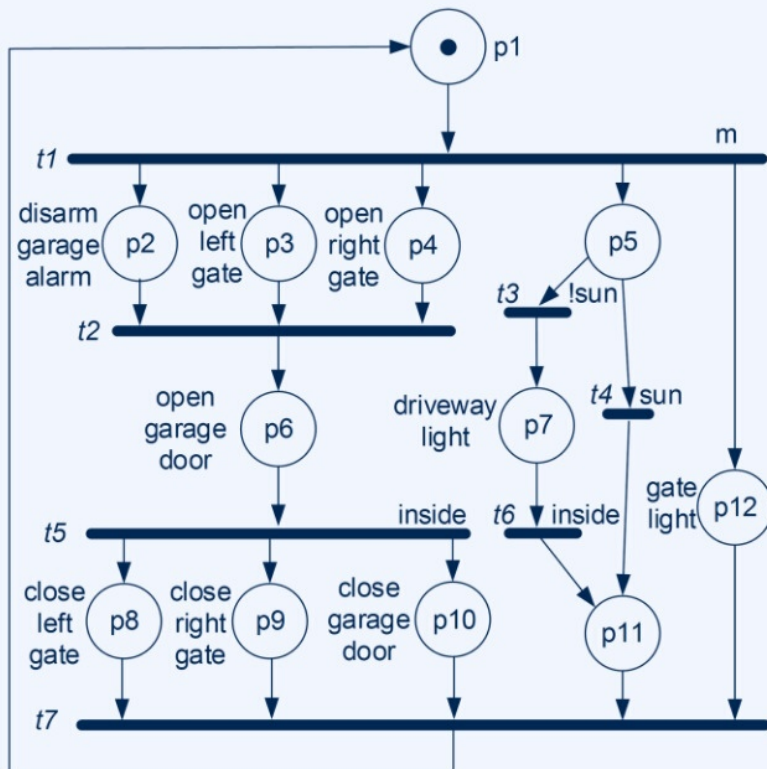 p1
m
t1
disarm
garage
alarm
p2
open
left
gate
p3
open
right
gate
p4
p5
t3
!sun
t2
t4
sun
open
garage
door
p6
driveway
light
p7
gate
light
p12
t5
inside
t6
inside
close
left
gate
p8
close
right
gate
p9
close
garage
door
p10
p11
t7